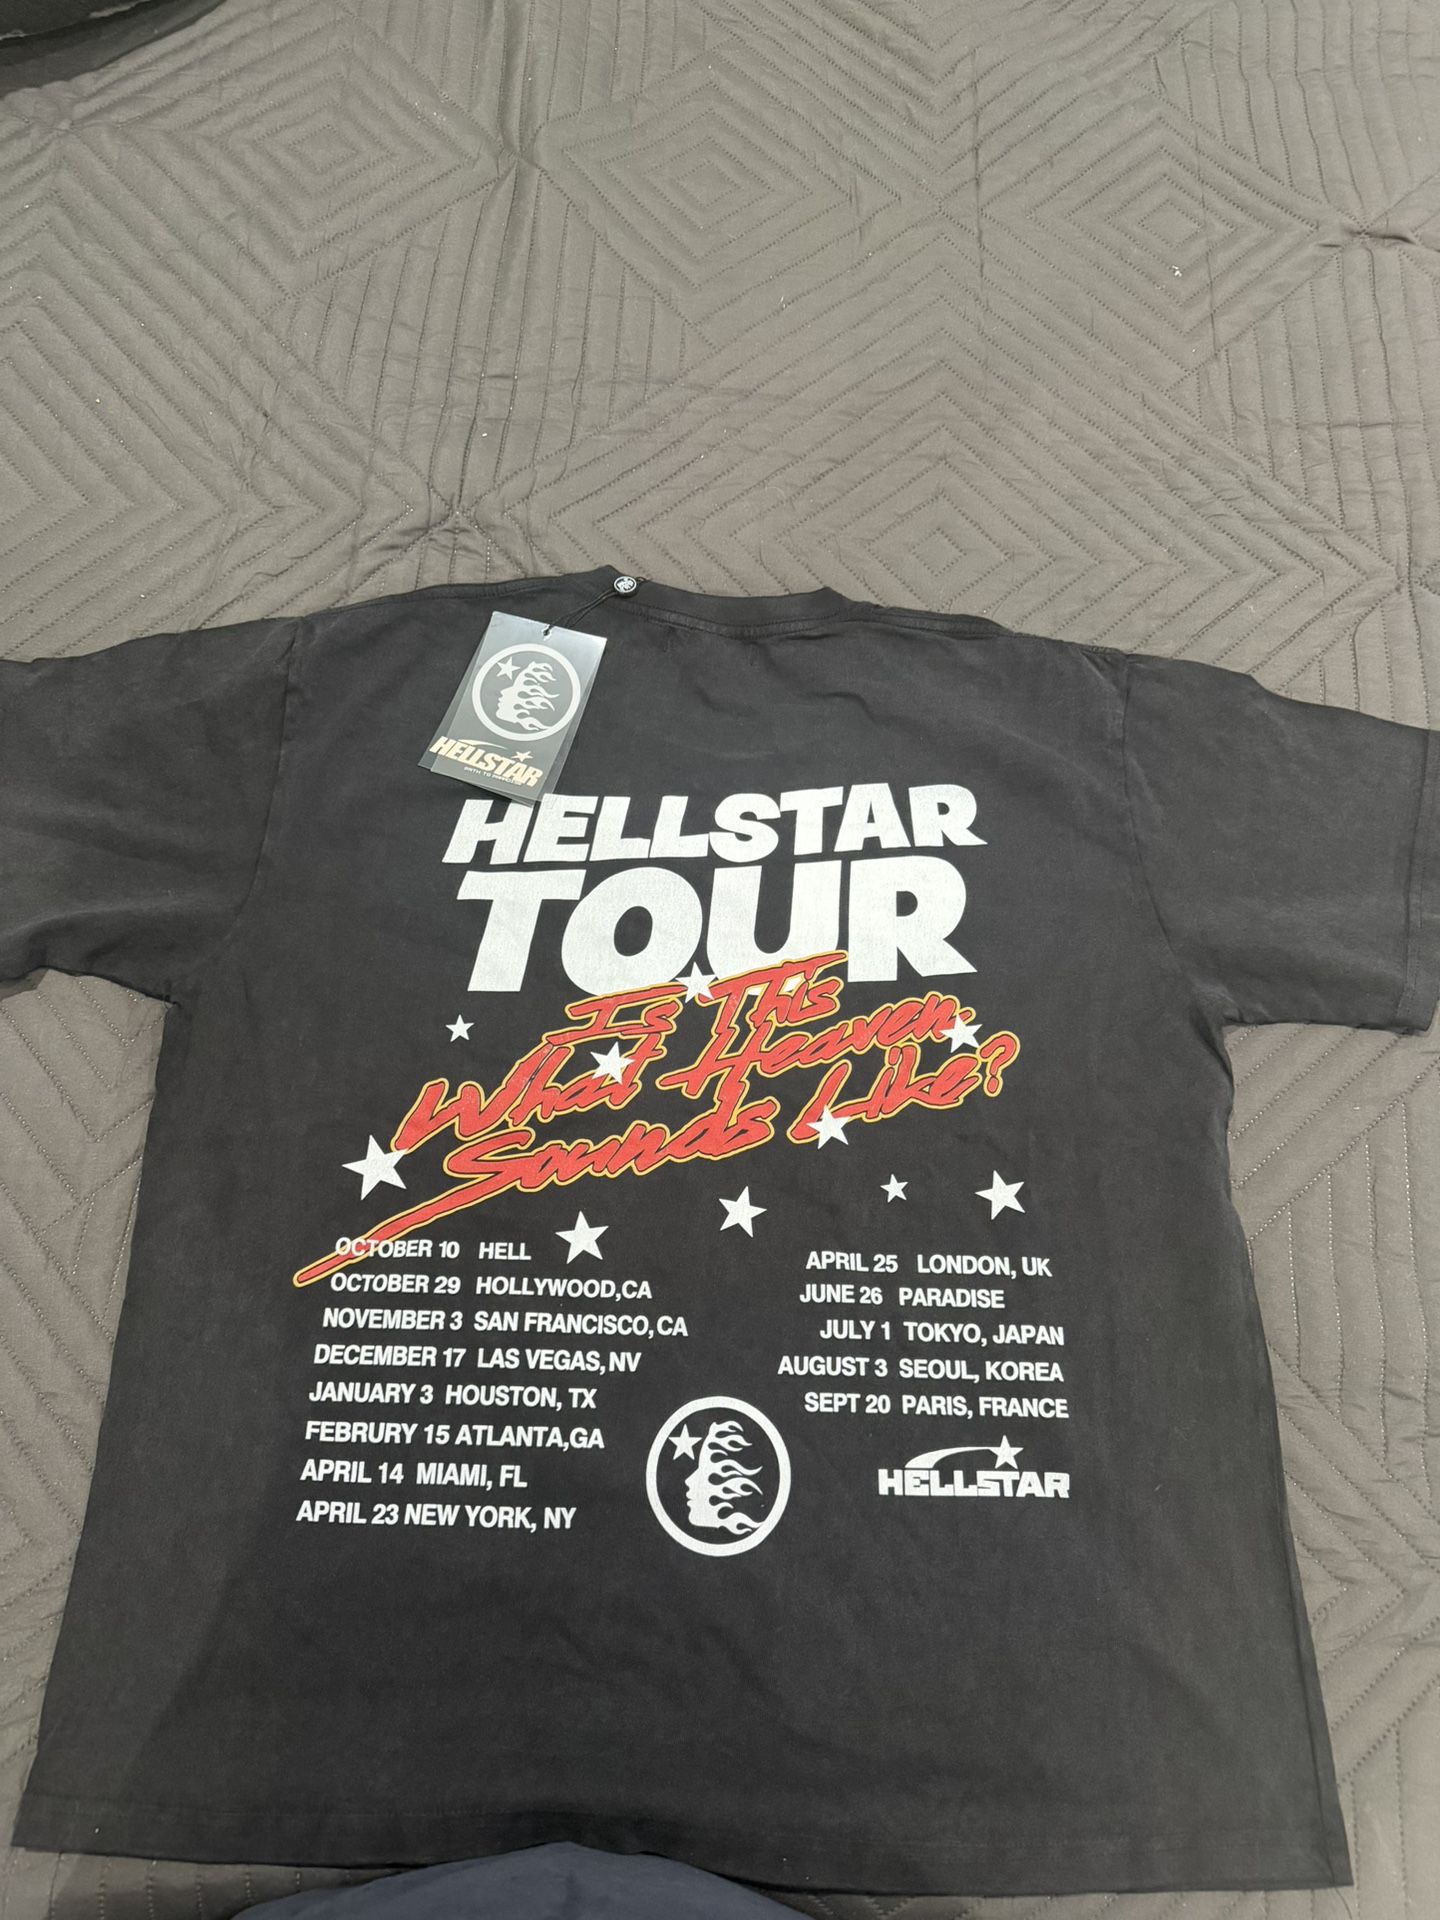 HELLSTAR
HELLSTAR
TOUR
Is This
What Heaven
Sounds Like?
OCTOBER 10 HELL
OCTOBER 29 HOLLYWOOD,CA
NOVEMBER 3 SAN FRANCISCO, CA
DECEMBER 17 LAS VEGAS, NV
JANUARY 3 HOUSTON, TX
FEBRURY 15 ATLANTA,GA
APRIL 14 MIAMI, FL
APRIL 23 NEW YORK, NY
APRIL 25 LONDON, UK
JUNE 26 PARADISE
JULY 1 TOKYO, JAPAN
AUGUST 3 SEOUL, KOREA
SEPT 20 PARIS, FRANCE
HELLSTAR